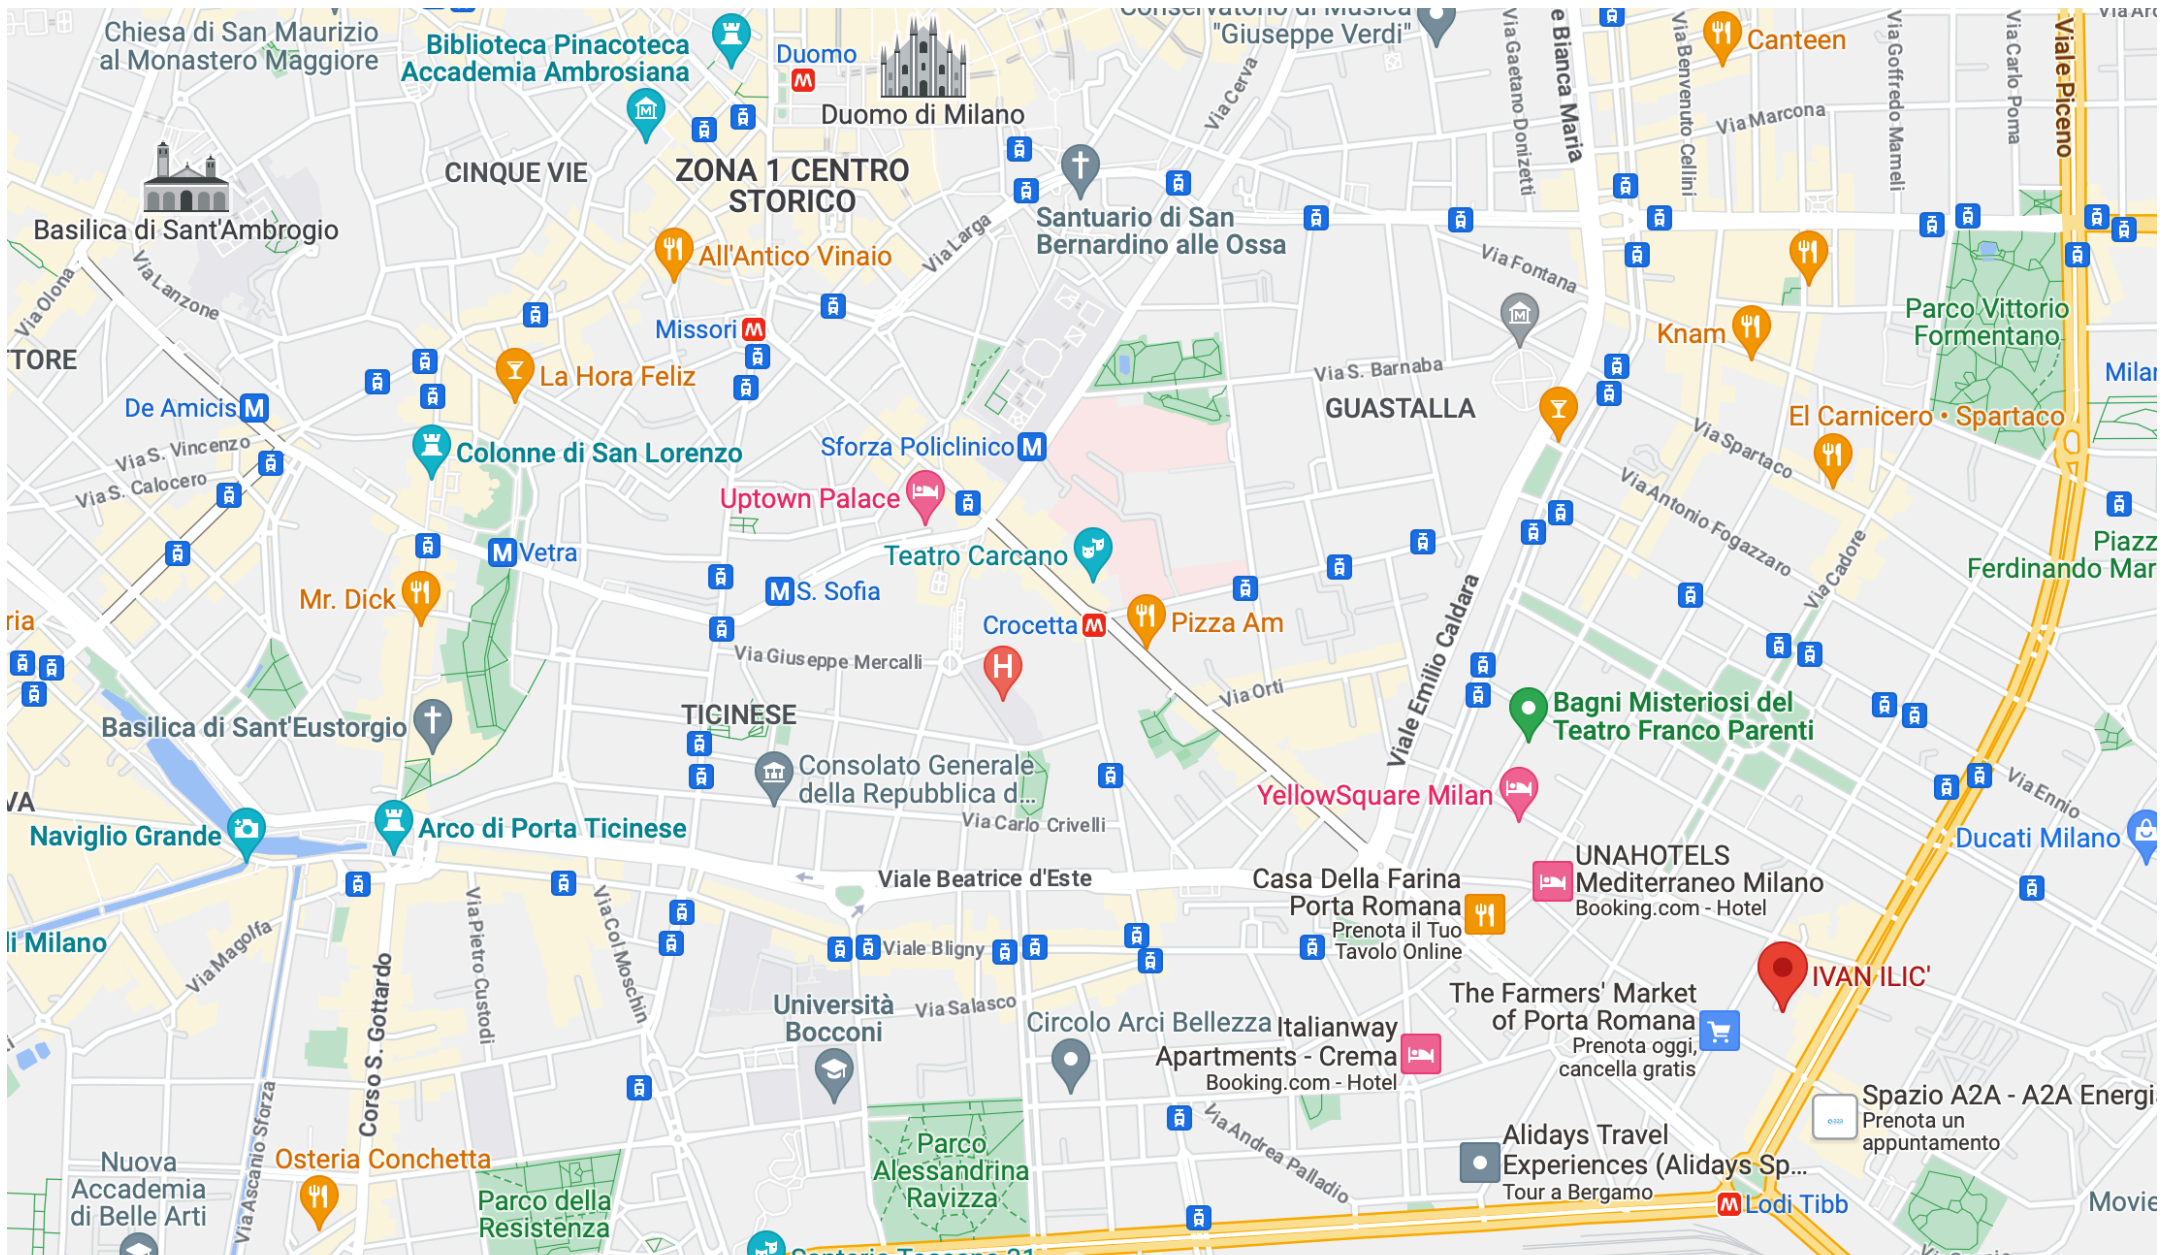 Chiesa di San Maurizio
al Monastero Maggiore
Biblioteca Pinacoteca
Accademia Ambrosiana
Duomo
Duomo di Milano
Conservatorio di Musica
"Giuseppe Verdi"
Via Cerva
Via Gaetano Donizetti
e Bianca Maria
Via Benvenuto Cellini
Canteen
Via Marcona
Via Goffredo Mameli
Via Carlo Poma
Viale Piceno
CINQUE VIE
ZONA 1 CENTRO
STORICO
Basilica di Sant'Ambrogio
Via Lanzone
Via Olona
All'Antico Vinaio
Via Larga
Santuario di San
Bernardino alle Ossa
Via Fontana
Parco Vittorio
Formentano
Missori
Knam
TTORE
La Hora Feliz
Via S. Barnaba
GUASTALLA
Milar
De Amicis
El Carnicero • Spartaco
Via S. Vincenzo
Colonne di San Lorenzo
Sforza Policlinico
Via Spartaco
Via S. Calocero
Uptown Palace
Via Antonio Fogazzaro
Vetra
Teatro Carcano
Via Cadore
Piazz
Ferdinando Mar
Mr. Dick
S. Sofia
ria
Crocetta
Pizza Am
Viale Emilio Caldara
Via Giuseppe Mercalli
H
Via Orti
Basilica di Sant'Eustorgio
TICINESE
Bagni Misteriosi del
Teatro Franco Parenti
Consolato Generale
della Repubblica d...
YellowSquare Milan
Via Ennio
VA
Naviglio Grande
Arco di Porta Ticinese
Via Carlo Crivelli
Ducati Milano
Viale Beatrice d'Este
Casa Della Farina
Porta Romana
Prenota il Tuo
Tavolo Online
UNAHOTELS
Mediterraneo Milano
Booking.com - Hotel
li Milano
Via Magolfa
Via Pietro Custodi
Via Col Moschin
Viale Bligny
IVAN ILIC'
Corso S. Gottardo
Università
Bocconi
Via Salasco
Circolo Arci Bellezza
Italianway
Apartments - Crema
Booking.com - Hotel
The Farmers' Market
of Porta Romana
Prenota oggi,
cancella gratis
Via Ascanio Sforza
Via Andrea Palladio
Spazio A2A - A2A Energi
Prenota un
appuntamento
Nuova
Accademia
di Belle Arti
Osteria Conchetta
Parco della
Resistenza
Parco
Alessandrina
Ravizza
Alidays Travel
Experiences (Alidays Sp...
Tour a Bergamo
Lodi Tibb
Movie